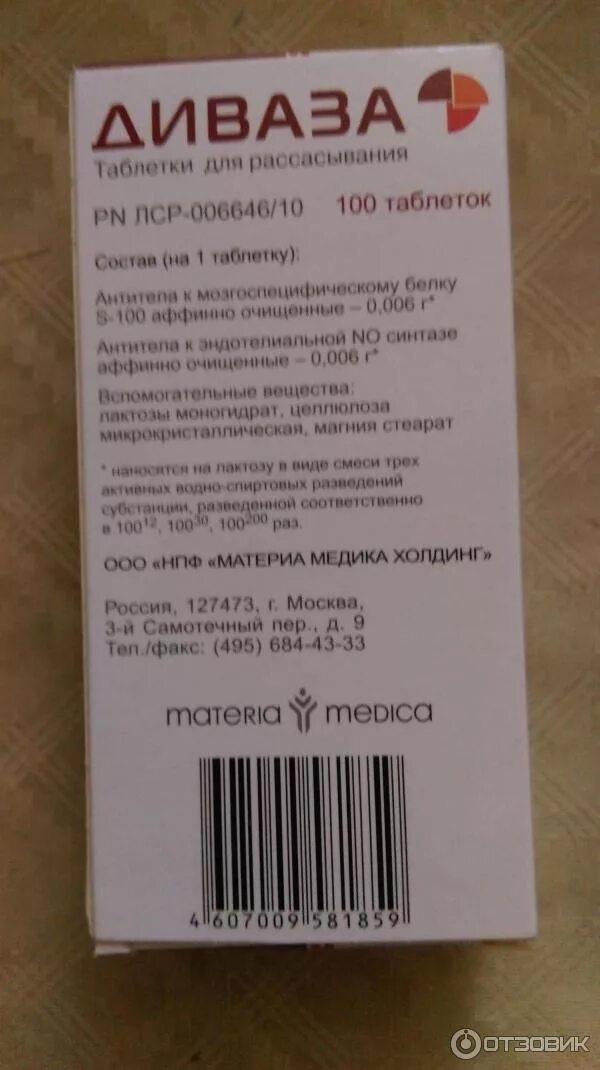 ДИВАЗА
Таблетки для рассасывания
PN ЛСР-006646/10 100 таблеток
Состав (на 1 таблетку):
Антитела к мозгоспецифическому белку
S-100 аффинно очищенные – 0,006 г*
Антитела к эндотелиальной NO синтазе
аффинно очищенные – 0,006 г*
Вспомогательные вещества:
лактозы моногидрат, целлюлоза
микрокристаллическая, магния стеарат
* наносятся на лактозу в виде смеси трех
активных водно-спиртовых разведений
субстанции, разведенной соответственно
в 100¹², 100³⁰, 100²⁰⁰ раз.
ООО «НПФ «МАТЕРИА МЕДИКА ХОЛДИНГ»
Россия, 127473, г. Москва,
3-й Самотечный пер., д. 9
Тел./факс: (495) 684-43-33
materia medica
4 607009 581859
ОТЗОВИК